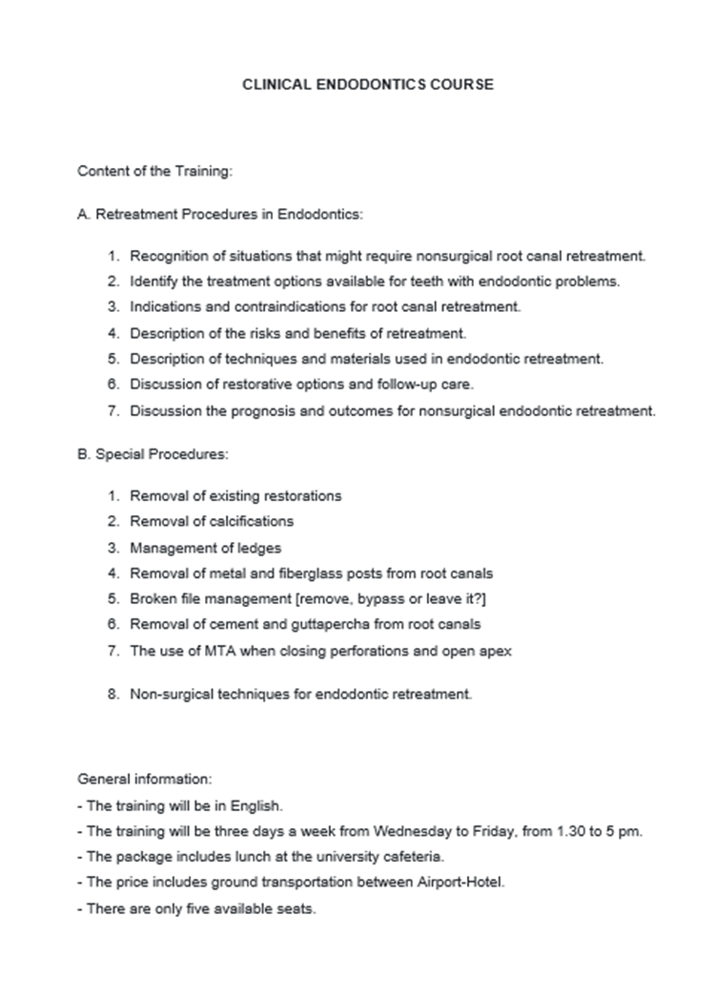 CLINICAL ENDODONTICS COURSE
Content of the Training:
A. Retreatment Procedures in Endodontics:
1. Recognition of situations that might require nonsurgical root canal retreatment.
2. Identify the treatment options available for teeth with endodontic problems.
3. Indications and contraindications for root canal retreatment.
4. Description of the risks and benefits of retreatment.
5. Description of techniques and materials used in endodontic retreatment.
6. Discussion of restorative options and follow-up care.
7. Discussion the prognosis and outcomes for nonsurgical endodontic retreatment.
B. Special Procedures:
1. Removal of existing restorations
2. Removal of calcifications
3. Management of ledges
4. Removal of metal and fiberglass posts from root canals
5. Broken file management [remove, bypass or leave it?]
6. Removal of cement and guttapercha from root canals
7. The use of MTA when closing perforations and open apex
8. Non-surgical techniques for endodontic retreatment.
General information:
- The training will be in English.
- The training will be three days a week from Wednesday to Friday, from 1.30 to 5 pm.
- The package includes lunch at the university cafeteria.
- The price includes ground transportation between Airport-Hotel.
- There are only five available seats.